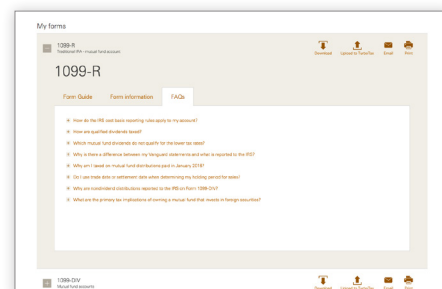 My forms
1099-R
Traditional IRA - mutual fund account
Download
Upload to TurboTax
Email
Print
1099-R
Form Guide
Form information
FAQs
How do the IRS cost basis reporting rules apply to my account?
How are qualified dividends taxed?
Which mutual fund dividends do not qualify for the lower tax rates?
Why is there a difference between my Vanguard statements and what is reported to the IRS?
Why am I taxed on mutual fund distributions paid in January 2018?
Do I use trade date or settlement date when determining my holding period for sales?
Why are nondividend distributions reported to the IRS on Form 1099-DIV?
What are the primary tax implications of owning a mutual fund that invests in foreign securities?
1099-DIV
Mutual fund accounts
Download
Upload to TurboTax
Email
Print